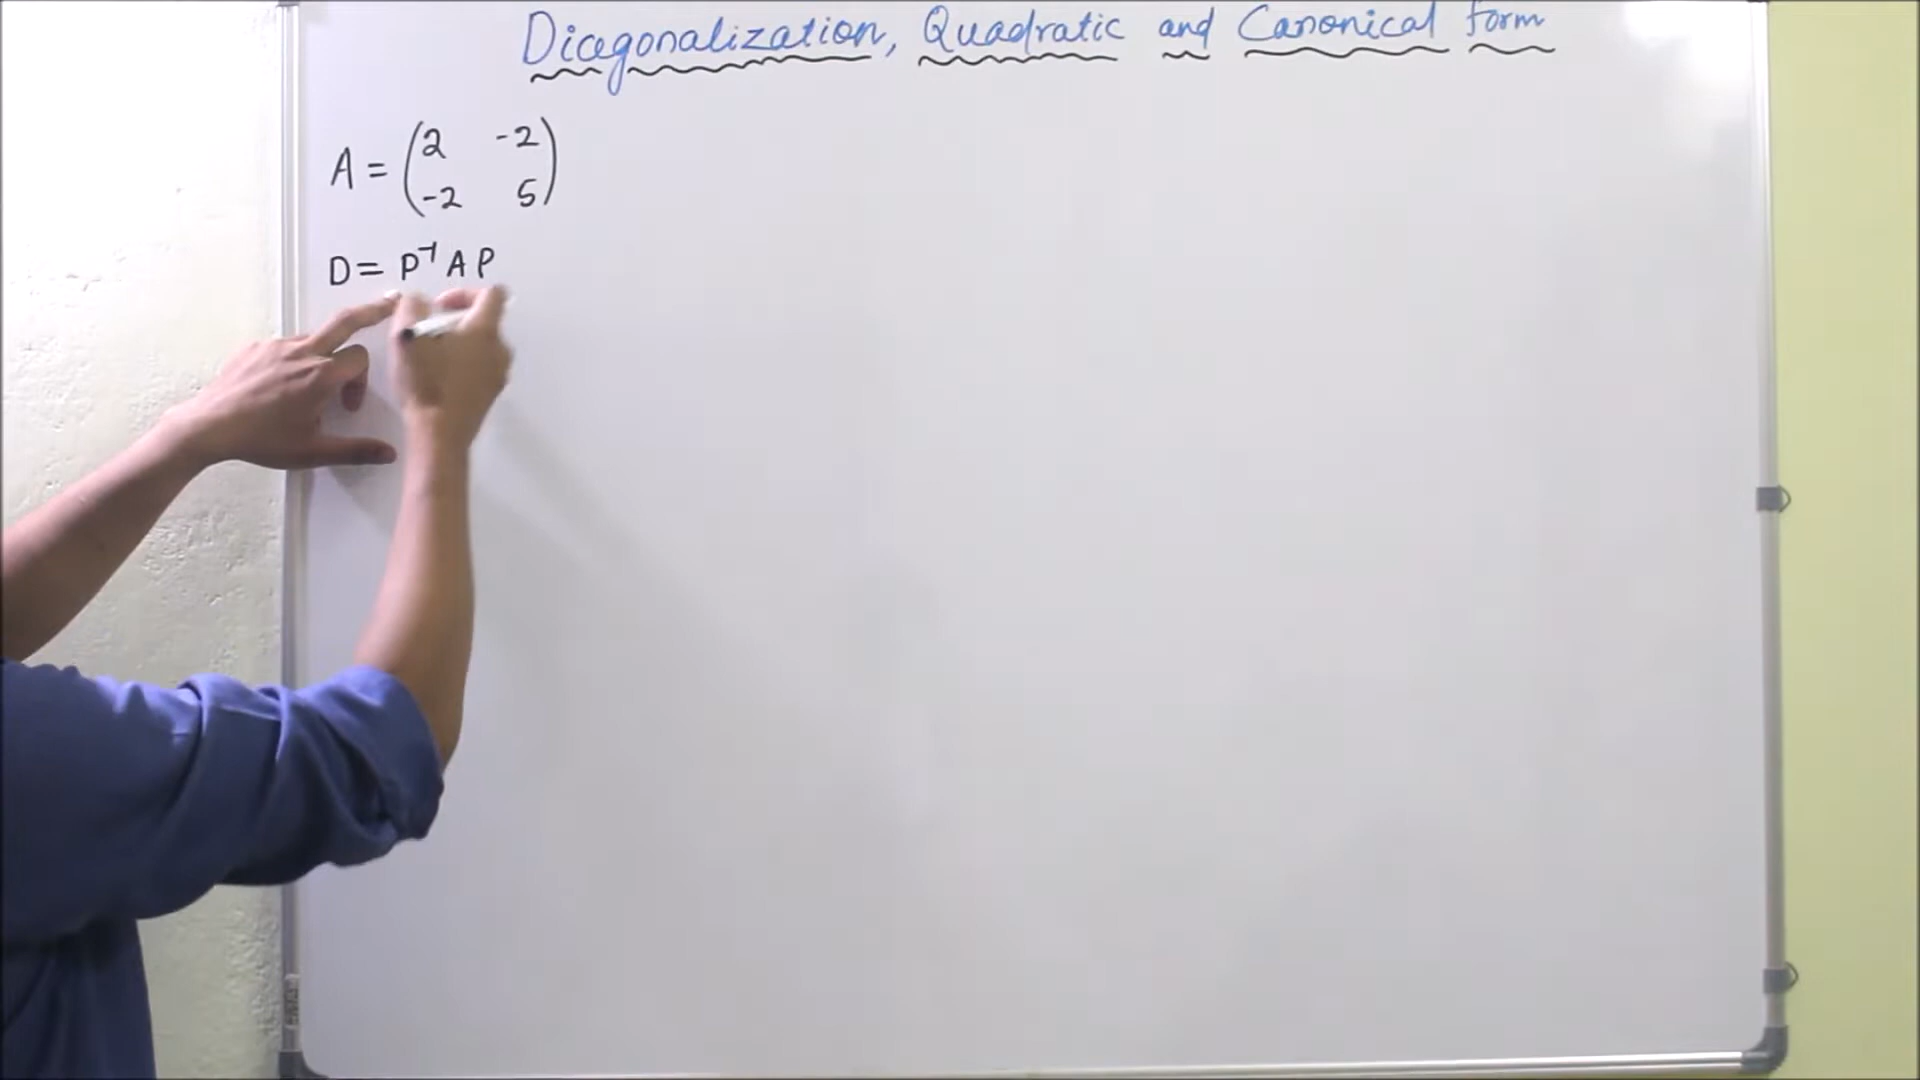 Diagonalization, Quadratic and Canonical form
A = (2 -2
-2 5)
D = P⁻¹ A P